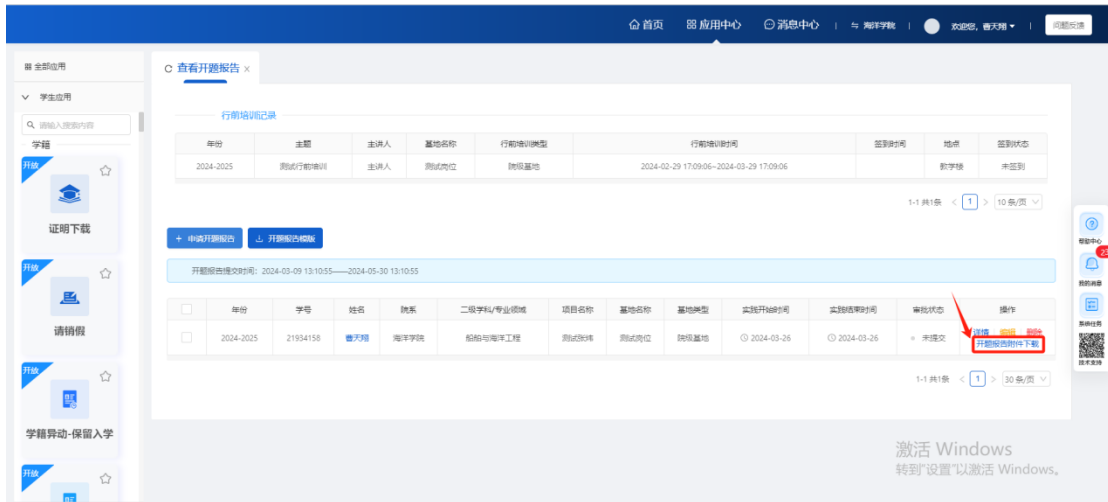 首页 应用中心 消息中心 海洋学院 欢迎您，曹天翔 问题反馈
全部应用
学生应用
请输入搜索内容
学籍
开放
证明下载
开放
请销假
开放
学籍异动-保留入学
开放
查看开题报告 ×
行前培训记录
年份 主题 主讲人 基地名称 行前培训类型 行前培训时间 签到时间 地点 签到状态
2024-2025 测试行前培训 主讲人 测试岗位 院级基地 2024-02-29 17:09:06~2024-03-29 17:09:06 教学楼 未签到
1-1 共1条 < 1 > 10 条/页
+ 申请开题报告 开题报告模版
开题报告提交时间：2024-03-09 13:10:55——2024-05-30 13:10:55
年份 学号 姓名 院系 二级学科/专业领域 项目名称 基地名称 基地类型 实践开始时间 实践结束时间 审批状态 操作
2024-2025 21934158 曹天翔 海洋学院 船舶与海洋工程 测试张炜 测试岗位 院级基地 2024-03-26 2024-03-26 未提交 详情 编辑 删除
开题报告附件下载
1-1 共1条 < 1 > 30 条/页
帮助中心
23
我的消息
系统任务
技术支持
激活 Windows
转到"设置"以激活 Windows。